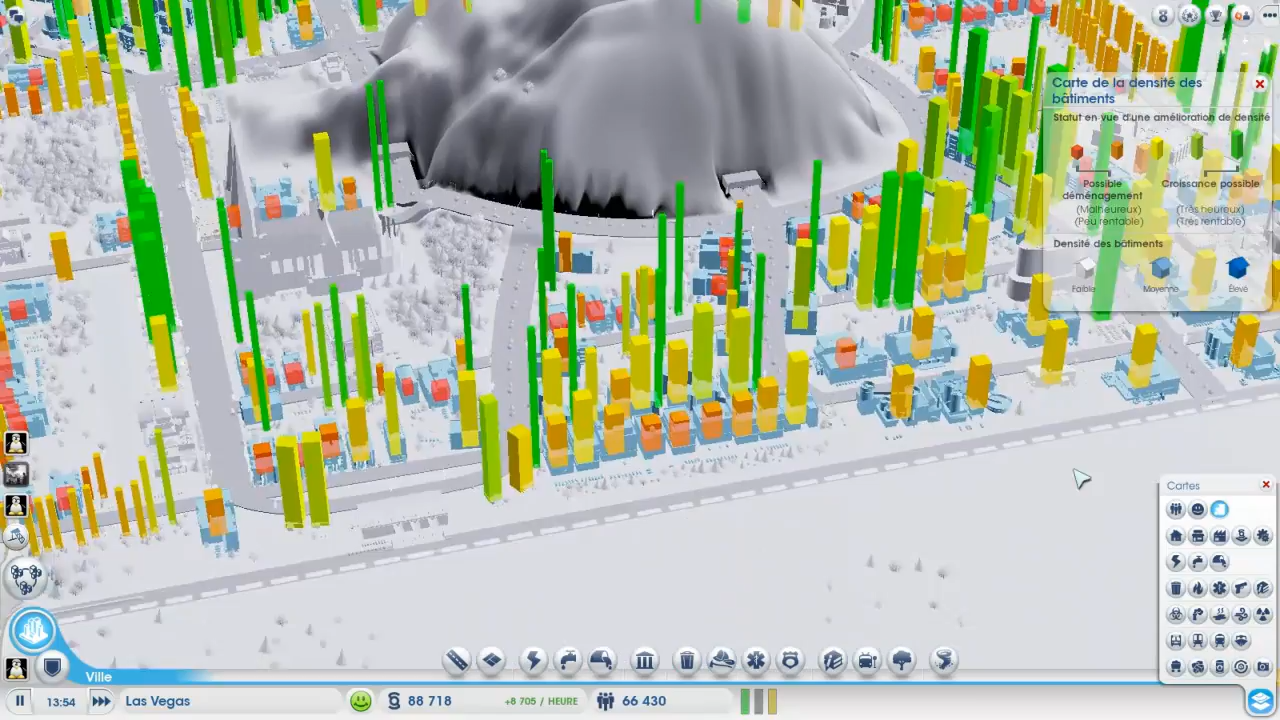 Carte de la densité des
bâtiments
Statut en vue d'une amélioration de densité
Possible
déménagement
(Malheureux)
(Peu rentable)
Croissance possible
(Très heureux)
(Très rentable)
Densité des bâtiments
Faible
Moyenne
Élevé
Cartes
Ville
13:54
Las Vegas
88 718
+8 705 / HEURE
66 430